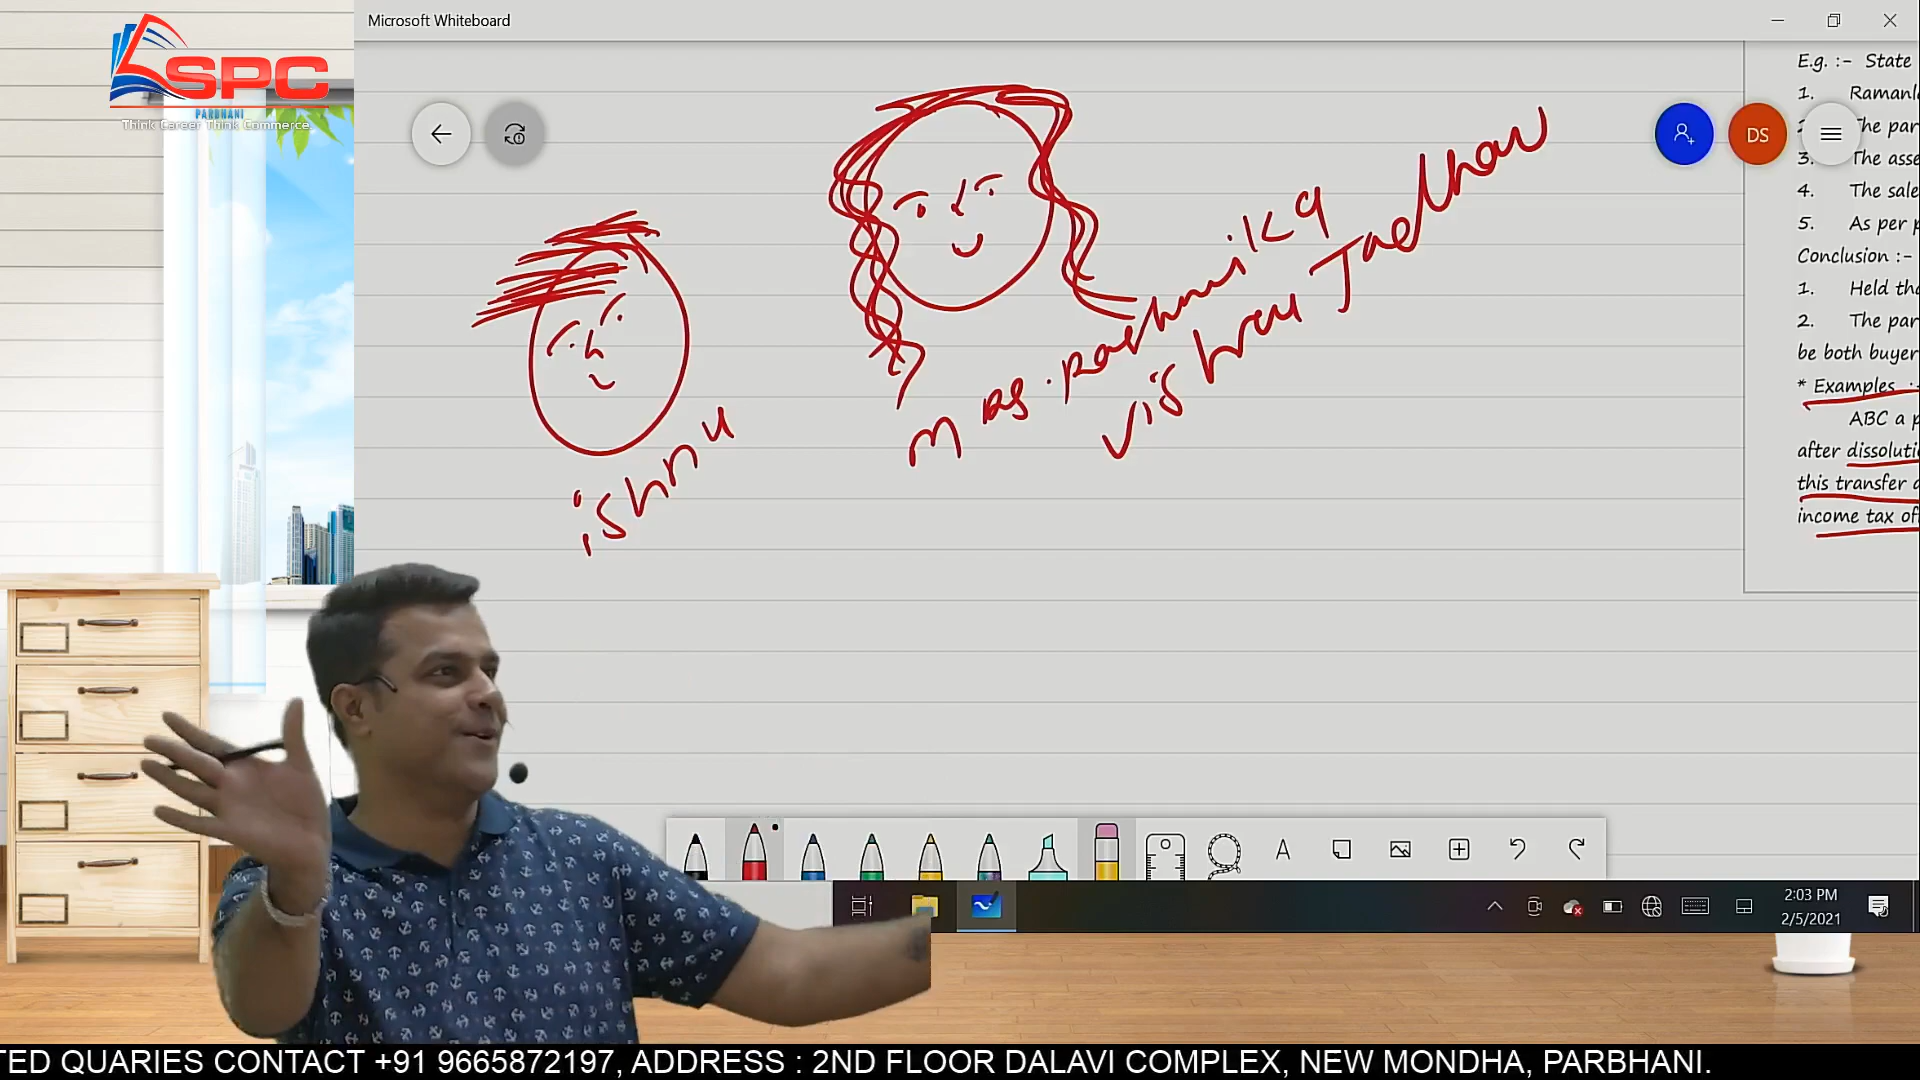 SPC
PARBHANI
Think Career Think Commerce
Microsoft Whiteboard
DS
E.g. :- State
1. Ramanl
The par
3. The asse
4. The sale
5. As per p
Conclusion :-
1. Held tha
2. The par
be both buyer
* Examples :-
ABC a p
after dissoluti
this transfer
income tax of
ishnu
vishnu Jadhav
2:03 PM
2/5/2021
TED QUARIES CONTACT +91 9665872197, ADDRESS : 2ND FLOOR DALAVI COMPLEX, NEW MONDHA, PARBHANI.